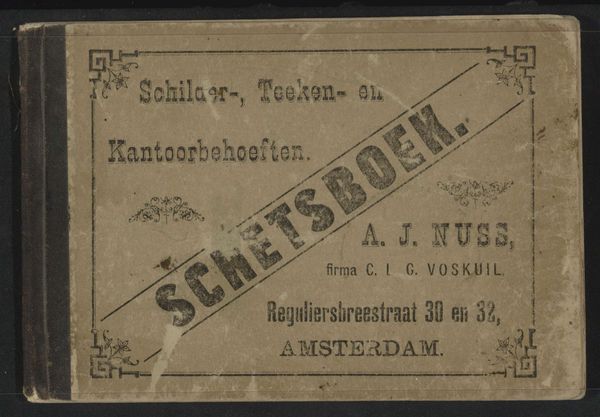 Schilder-, Teeken- en
Kantoorbehoeften.
SCHETSBOEK.
A. J. NUSS,
firma C. L. G. VOSKUIL.
Reguliersbreestraat 30 en 32,
AMSTERDAM.